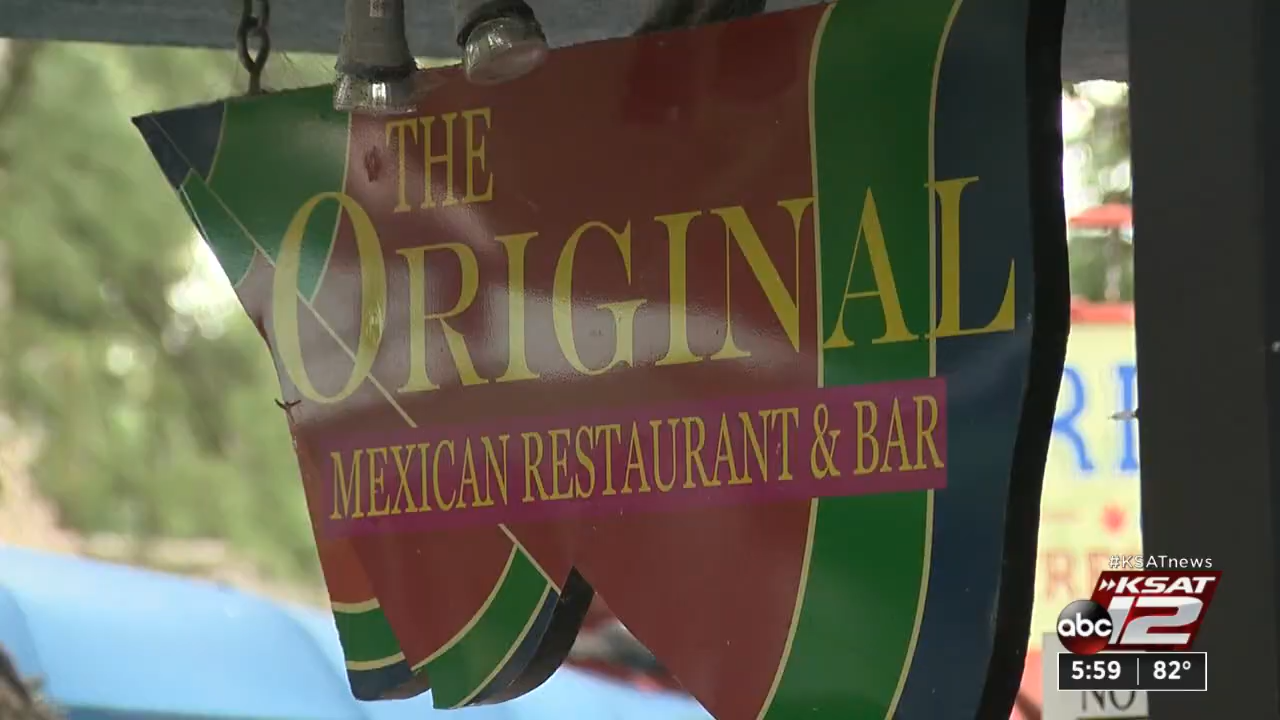 THE
ORIGINAL
MEXICAN RESTAURANT & BAR
#KSATnews
KSAT
abc 12
5:59 82°
NO